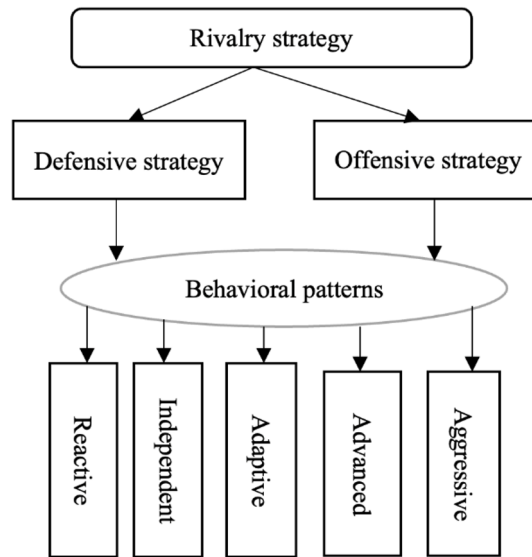 Rivalry strategy
Defensive strategy
Offensive strategy
Behavioral patterns
Reactive
Independent
Adaptive
Advanced
Aggressive